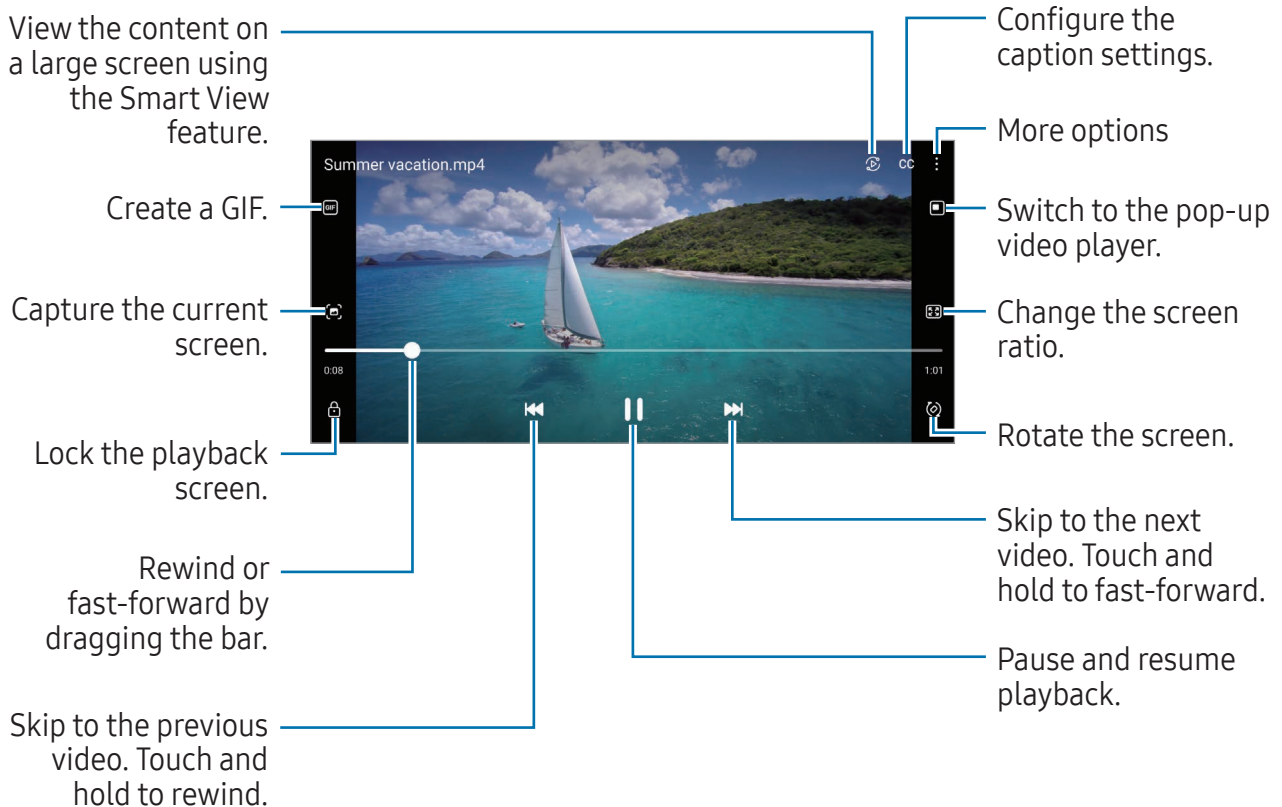 View the content on
a large screen using
the Smart View
feature.
Configure the
caption settings.
More options
Summer vacation.mp4
CC
Create a GIF.
GIF
Switch to the pop-up
video player.
Capture the current
screen.
Change the screen
ratio.
0:08
1:01
Lock the playback
screen.
Rotate the screen.
Rewind or
fast-forward by
dragging the bar.
Skip to the next
video. Touch and
hold to fast-forward.
Pause and resume
playback.
Skip to the previous
video. Touch and
hold to rewind.